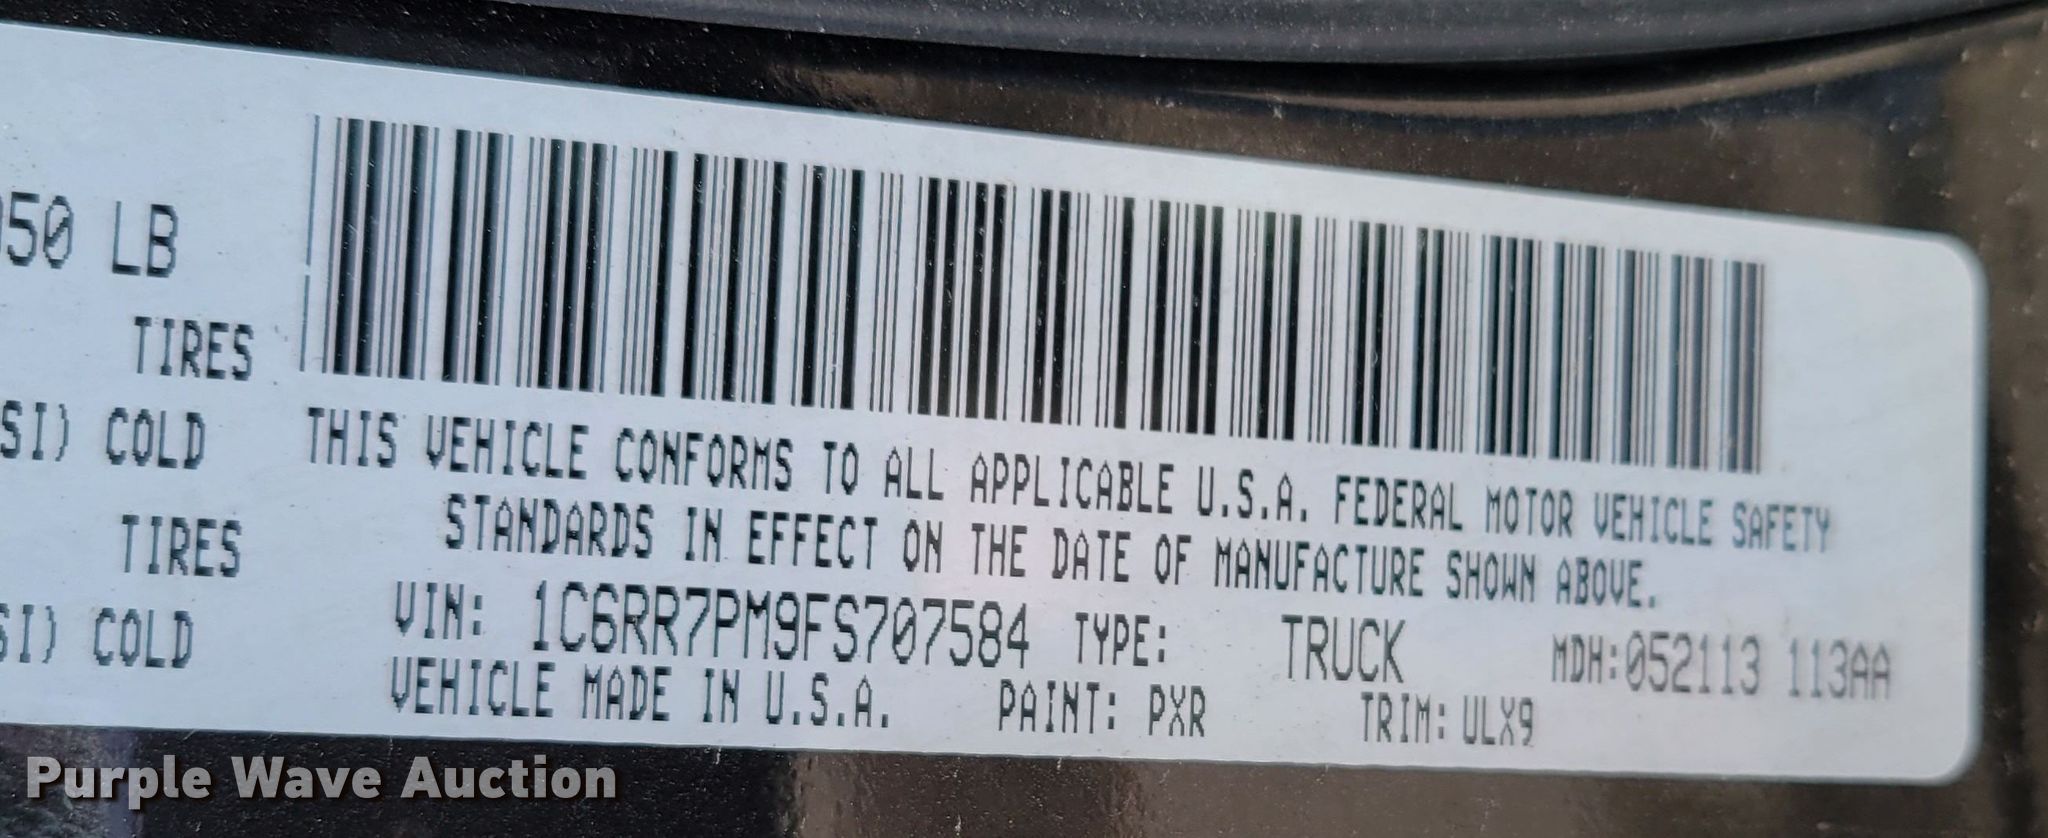 50 LB
TIRES
SI) COLD
TIRES
SI) COLD
THIS VEHICLE CONFORMS TO ALL APPLICABLE U.S.A. FEDERAL MOTOR VEHICLE SAFETY
STANDARDS IN EFFECT ON THE DATE OF MANUFACTURE SHOWN ABOVE.
VIN: 1C6RR7PM9FS707584 TYPE: TRUCK MDH:052113 113AA
VEHICLE MADE IN U.S.A. PAINT: PXR TRIM: ULX9
Purple Wave Auction